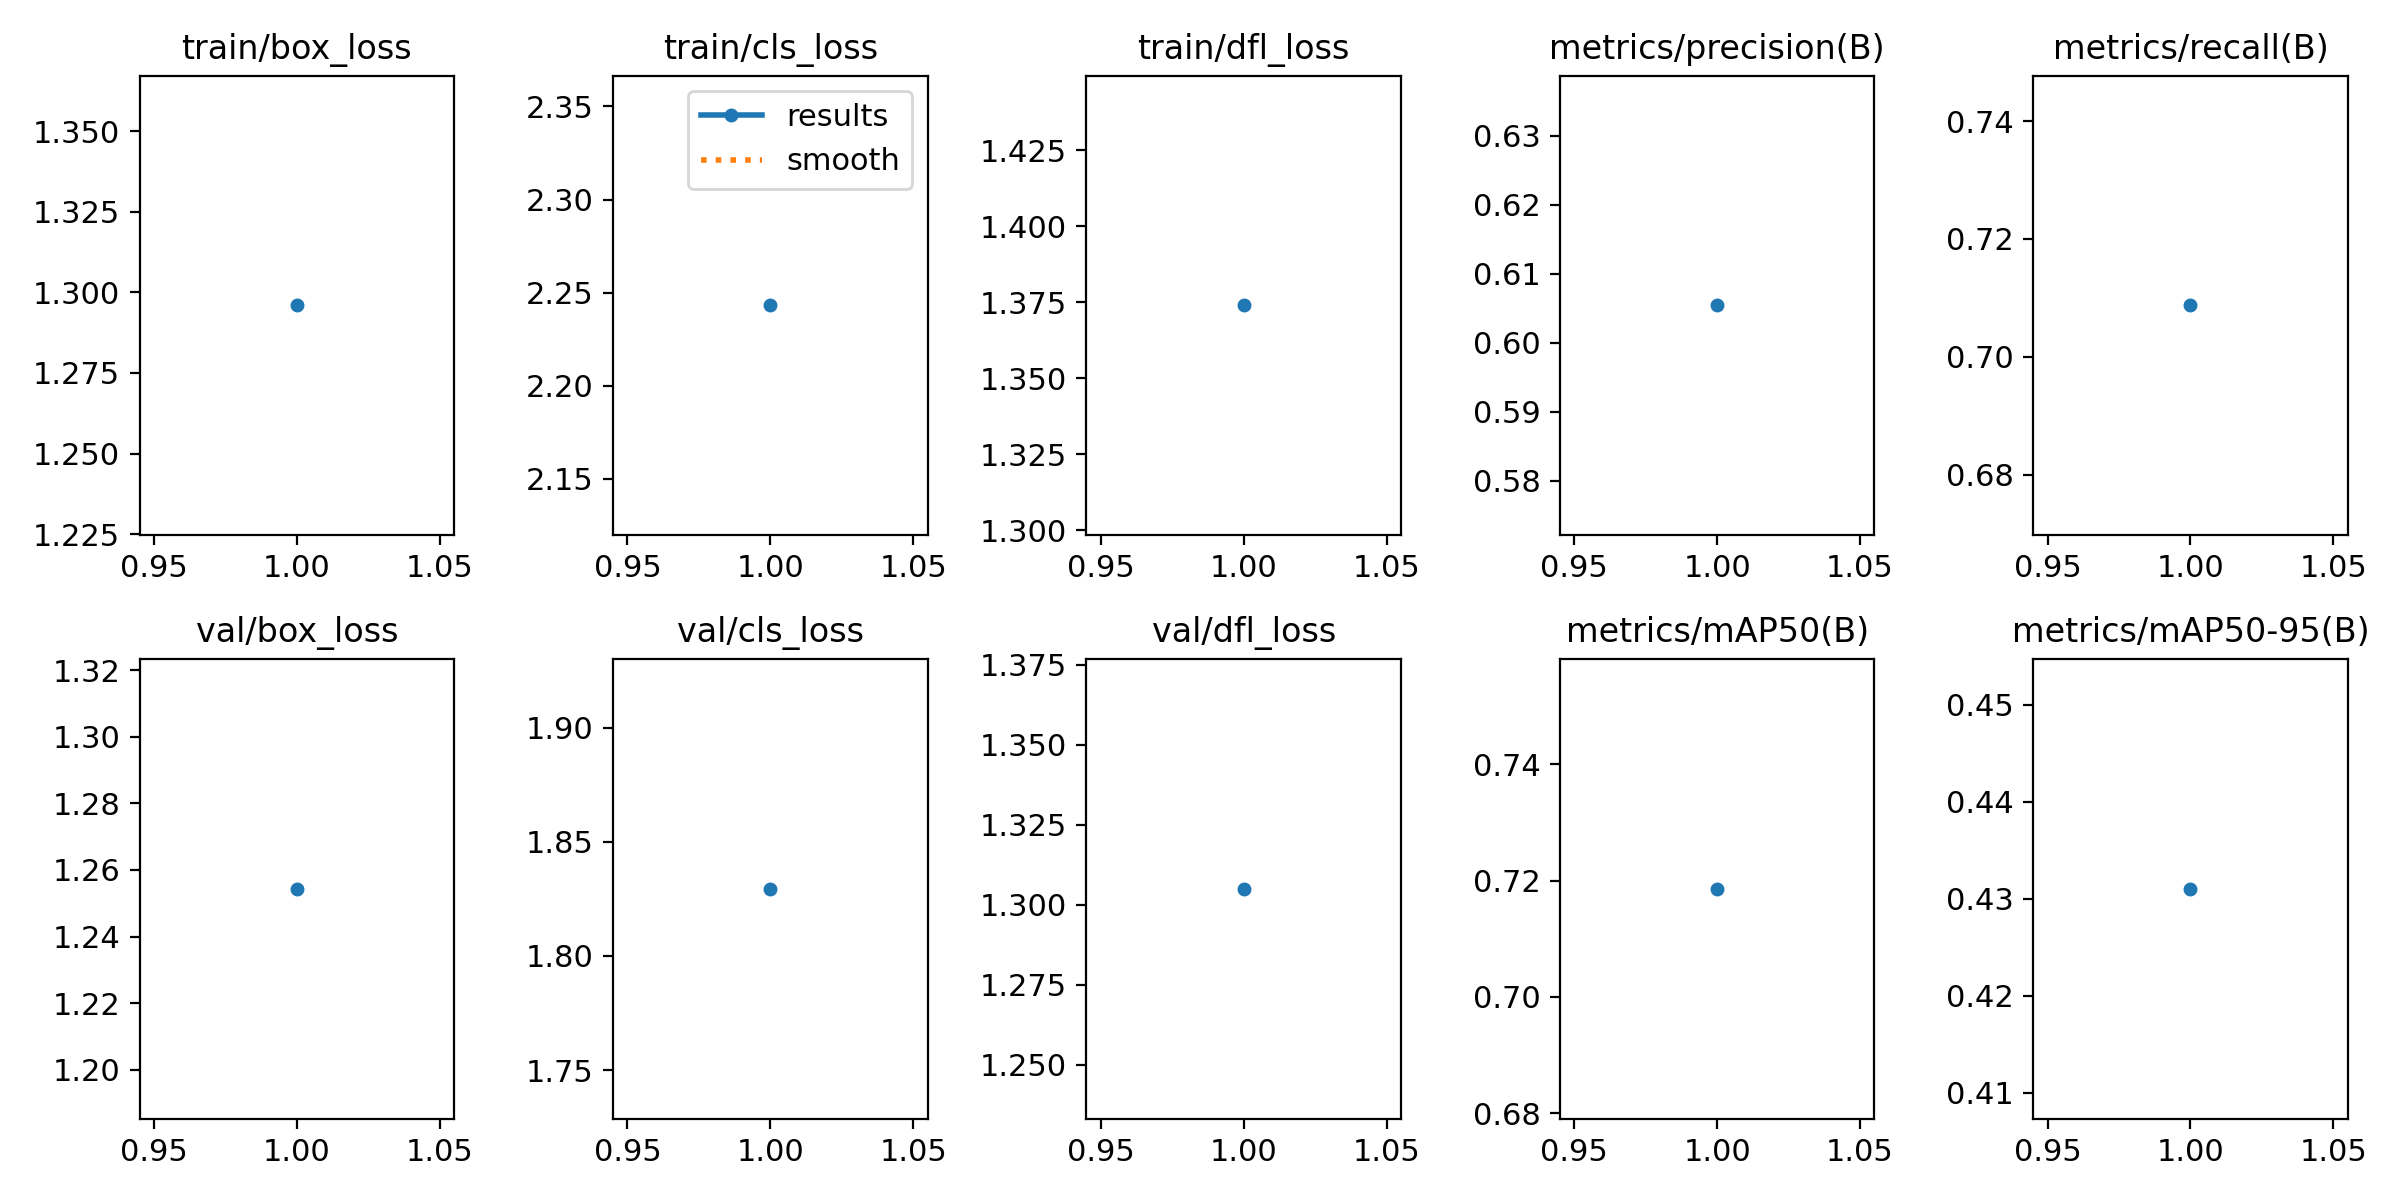 train/box_loss
1.350
1.325
1.300
1.275
1.250
1.225
0.95 1.00 1.05
train/cls_loss
results
smooth
2.35
2.30
2.25
2.20
2.15
0.95 1.00 1.05
train/dfl_loss
1.425
1.400
1.375
1.350
1.325
1.300
0.95 1.00 1.05
metrics/precision(B)
0.63
0.62
0.61
0.60
0.59
0.58
0.95 1.00 1.05
metrics/recall(B)
0.74
0.72
0.70
0.68
0.95 1.00 1.05
val/box_loss
1.32
1.30
1.28
1.26
1.24
1.22
1.20
0.95 1.00 1.05
val/cls_loss
1.90
1.85
1.80
1.75
0.95 1.00 1.05
val/dfl_loss
1.375
1.350
1.325
1.300
1.275
1.250
0.95 1.00 1.05
metrics/mAP50(B)
0.74
0.72
0.70
0.68
0.95 1.00 1.05
metrics/mAP50-95(B)
0.45
0.44
0.43
0.42
0.41
0.95 1.00 1.05